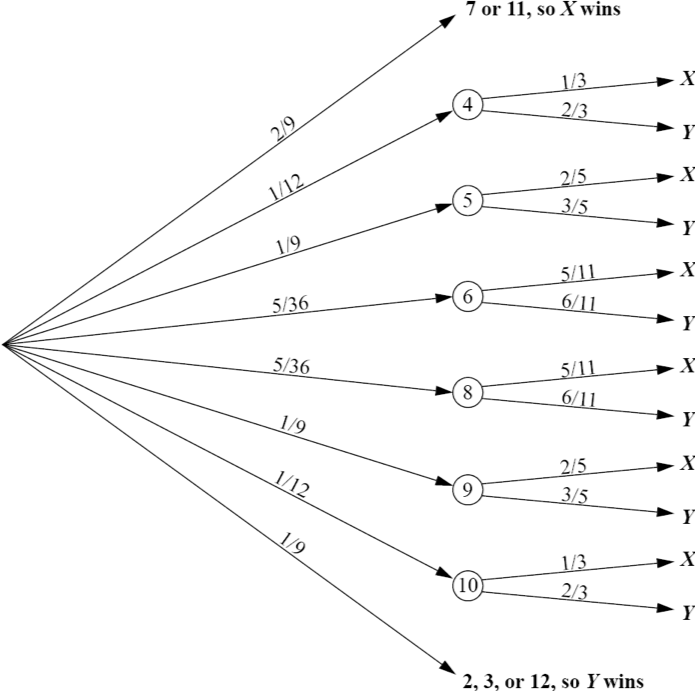 7 or 11, so X wins
2/9
1/12
4
1/3
X
2/3
Y
1/9
5
2/5
X
3/5
Y
5/36
6
5/11
X
6/11
Y
5/36
8
5/11
X
6/11
Y
1/9
9
2/5
X
3/5
Y
1/12
10
1/3
X
2/3
Y
1/9
2, 3, or 12, so Y wins